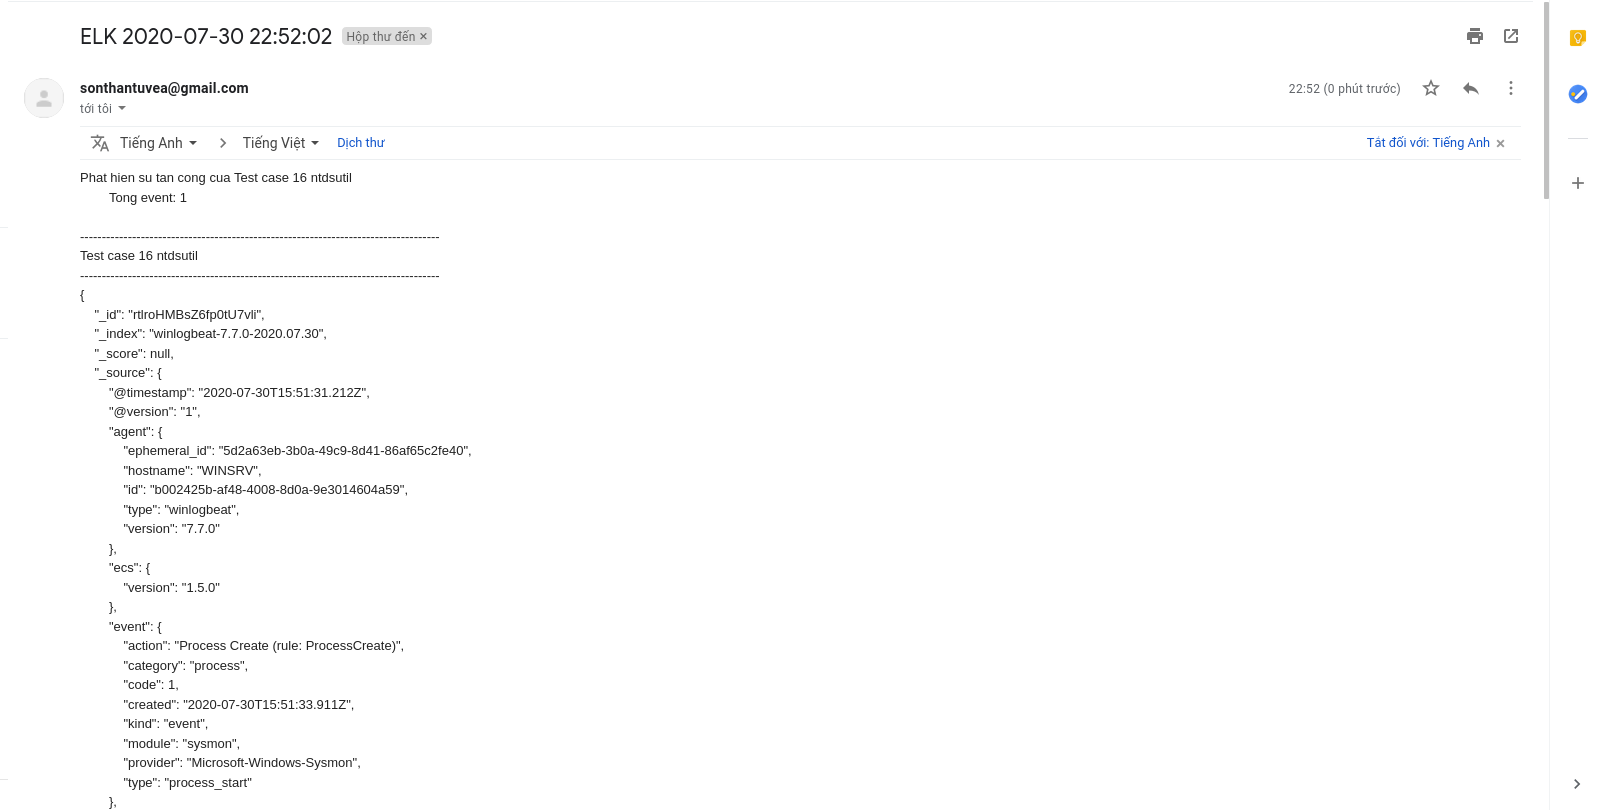 ELK 2020-07-30 22:52:02 Hộp thư đến ×
sonthantuvea@gmail.com
22:52 (0 phút trước)
tới tôi
Tiếng Anh > Tiếng Việt Dịch thư
Tắt đối với: Tiếng Anh ×
Phat hien su tan cong cua Test case 16 ntdsutil
Tong event: 1
-----------------------------------------------------------------------------------
Test case 16 ntdsutil
-----------------------------------------------------------------------------------
{
"_id": "rtlroHMBsZ6fp0tU7vli",
"_index": "winlogbeat-7.7.0-2020.07.30",
"_score": null,
"_source": {
"@timestamp": "2020-07-30T15:51:31.212Z",
"@version": "1",
"agent": {
"ephemeral_id": "5d2a63eb-3b0a-49c9-8d41-86af65c2fe40",
"hostname": "WINSRV",
"id": "b002425b-af48-4008-8d0a-9e3014604a59",
"type": "winlogbeat",
"version": "7.7.0"
},
"ecs": {
"version": "1.5.0"
},
"event": {
"action": "Process Create (rule: ProcessCreate)",
"category": "process",
"code": 1,
"created": "2020-07-30T15:51:33.911Z",
"kind": "event",
"module": "sysmon",
"provider": "Microsoft-Windows-Sysmon",
"type": "process_start"
},